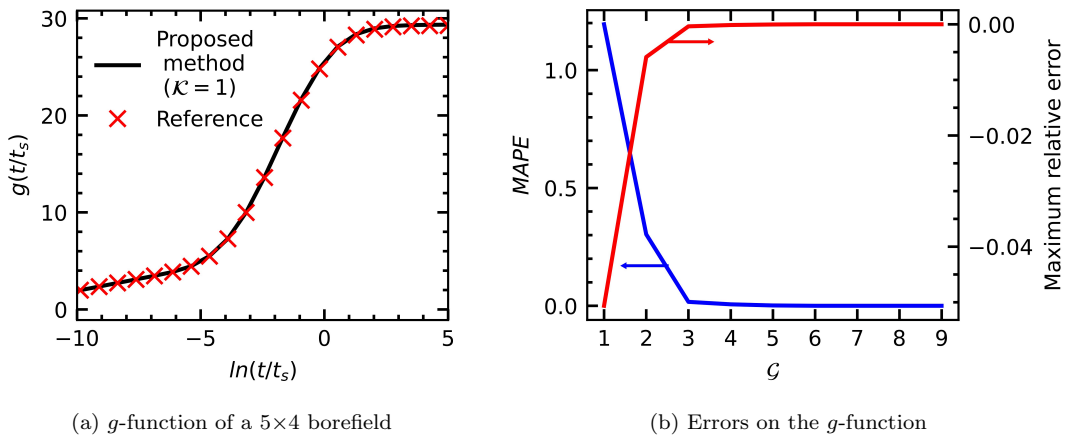 30
20
10
0
g(t/t_s)
Proposed
method
(𝒦 = 1)
Reference
−10
−5
0
5
ln(t/t_s)
(a) g-function of a 5×4 borefield
1.0
0.5
0.0
MAPE
0.00
−0.02
−0.04
Maximum relative error
1 2 3 4 5 6 7 8 9
𝒢
(b) Errors on the g-function